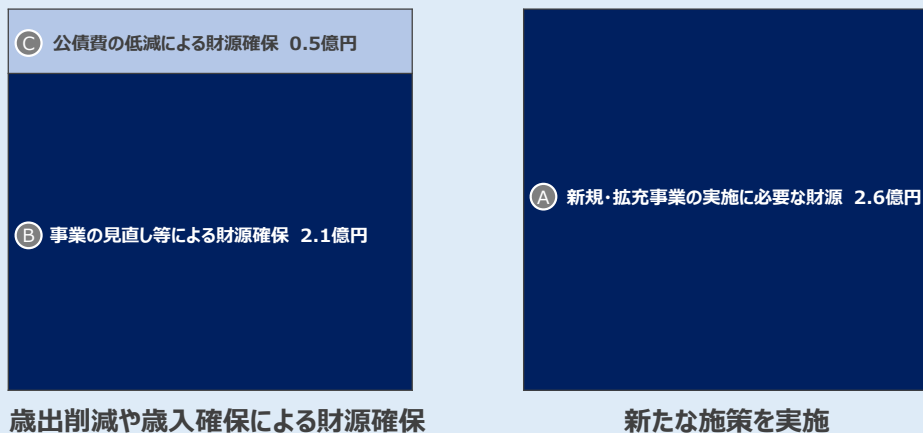 C 公債費の低減による財源確保 0.5億円
B 事業の見直し等による財源確保 2.1億円
歳出削減や歳入確保による財源確保
A 新規・拡充事業の実施に必要な財源 2.6億円
新たな施策を実施